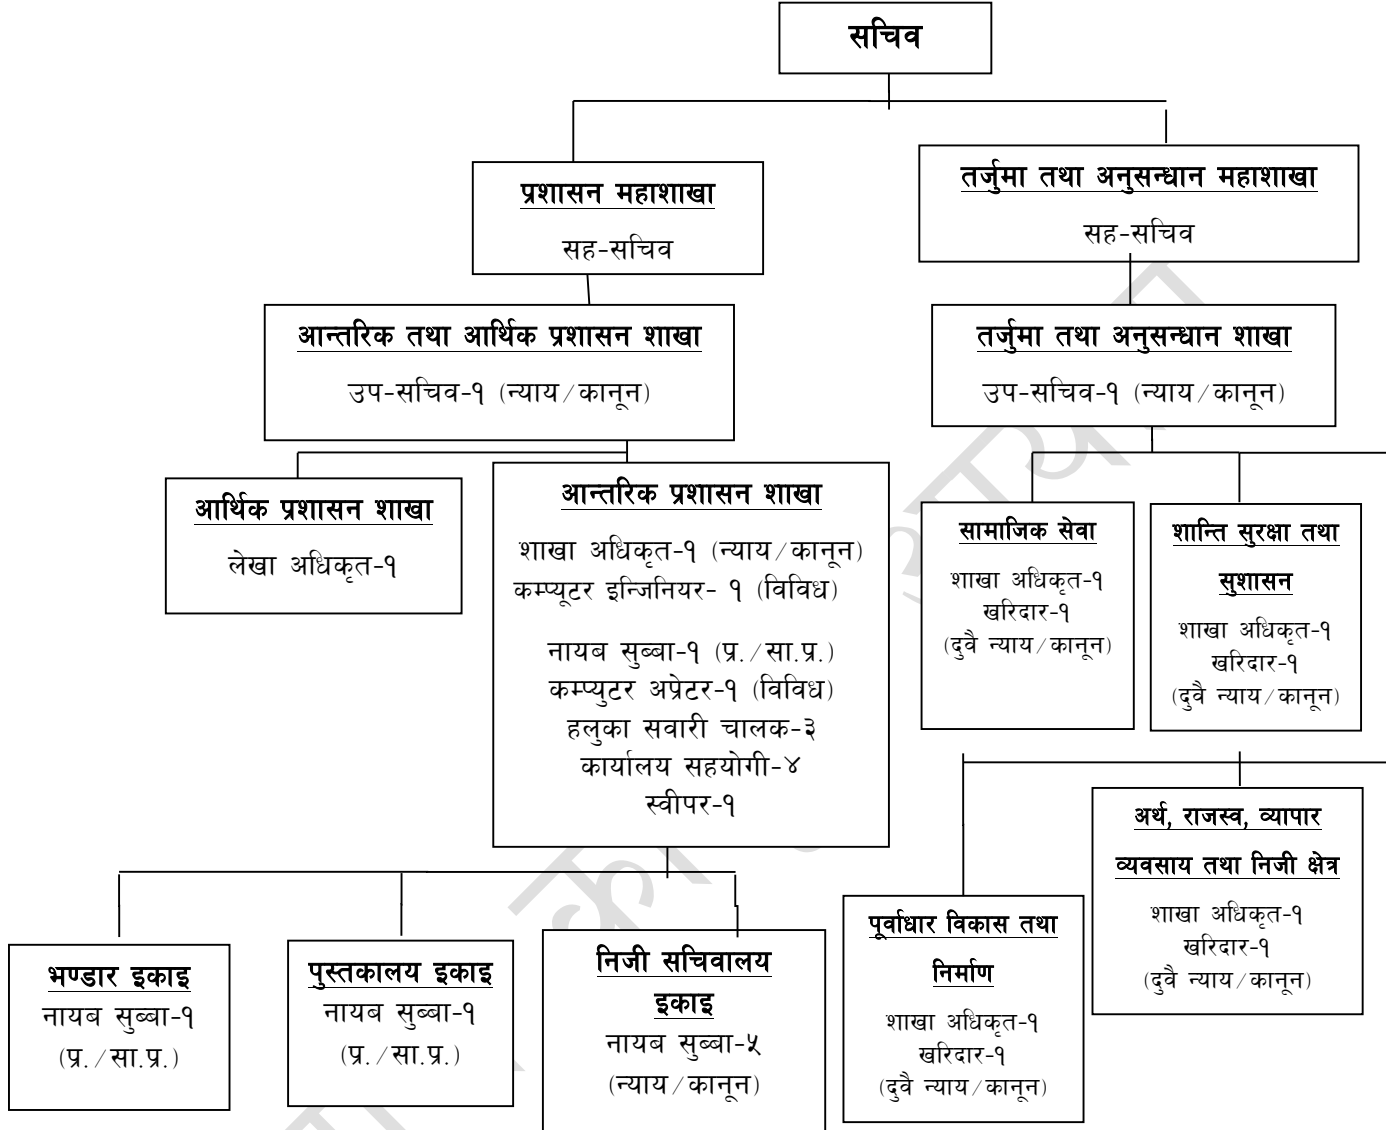 सचिव
प्रशासन महाशाखा
सह-सचिव
तर्जुमा तथा अनुसन्धान महाशाखा
सह-सचिव
आन्तरिक तथा आर्थिक प्रशासन शाखा
उप-सचिव-१ (न्याय/कानून)
तर्जुमा तथा अनुसन्धान शाखा
उप-सचिव-१ (न्याय/कानून)
आर्थिक प्रशासन शाखा
लेखा अधिकृत-१
आन्तरिक प्रशासन शाखा
शाखा अधिकृत-१ (न्याय/कानून)
कम्प्यूटर इन्जिनियर- १ (विविध)
नायब सुब्बा-१ (प्र./सा.प्र.)
कम्प्युटर अप्रेटर-१ (विविध)
हलुका सवारी चालक-३
कार्यालय सहयोगी-४
स्वीपर-१
सामाजिक सेवा
शाखा अधिकृत-१
खरिदार-१
(दुवै न्याय/कानून)
शान्ति सुरक्षा तथा
सुशासन
शाखा अधिकृत-१
खरिदार-१
(दुवै न्याय/कानून)
अर्थ, राजस्व, व्यापार
व्यवसाय तथा निजी क्षेत्र
शाखा अधिकृत-१
खरिदार-१
(दुवै न्याय/कानून)
पूर्वाधार विकास तथा
निर्माण
शाखा अधिकृत-१
खरिदार-१
(दुवै न्याय/कानून)
भण्डार इकाइ
नायब सुब्बा-१
(प्र./सा.प्र.)
पुस्तकालय इकाइ
नायब सुब्बा-१
(प्र./सा.प्र.)
निजी सचिवालय
इकाइ
नायब सुब्बा-५
(न्याय/कानून)